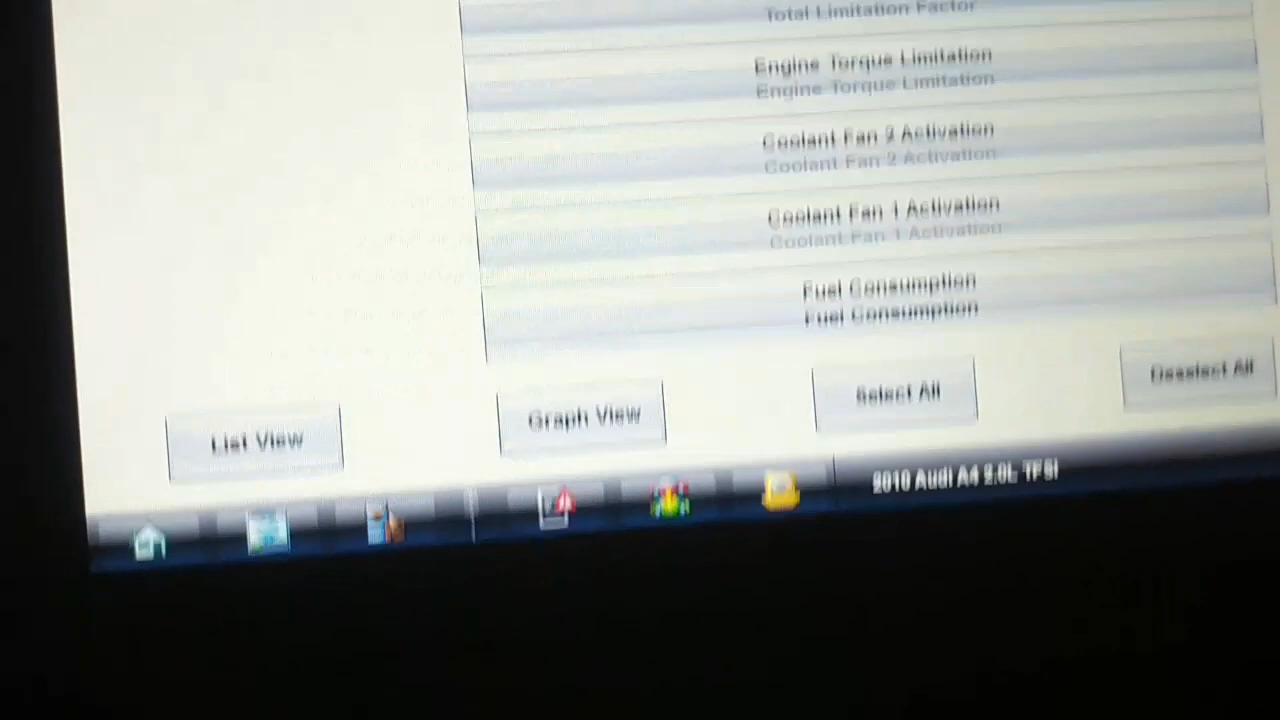 Total Limitation Factor
Engine Torque Limitation
Engine Torque Limitation
Coolant Fan 2 Activation
Coolant Fan 2 Activation
Coolant Fan 1 Activation
Coolant Fan 1 Activation
Fuel Consumption
Fuel Consumption
List View
Graph View
Select All
Deselect All
2010 Audi A4 2.0L TFSI